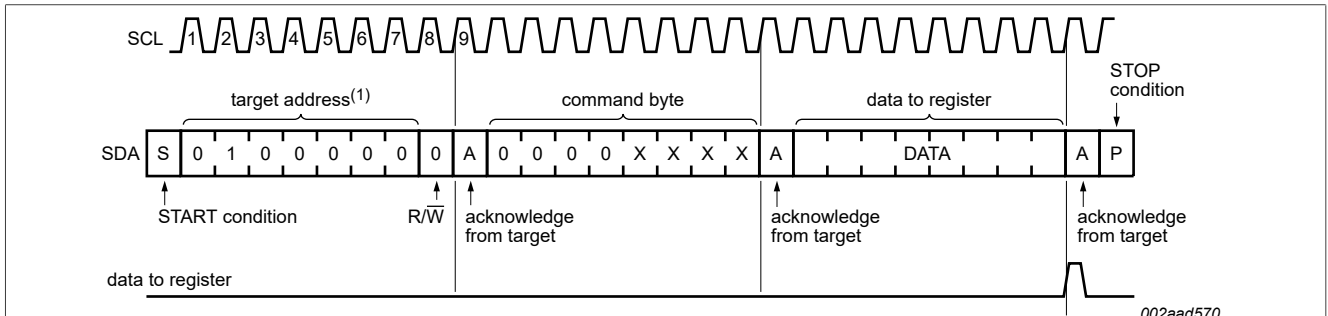 SCL 1 2 3 4 5 6 7 8 9
STOP
condition
target address(1) command byte data to register
SDA S 0 1 0 0 0 0 0 0 A 0 0 0 0 X X X X A DATA A P
START condition R/W acknowledge acknowledge acknowledge
from target from target from target
data to register
002aad570